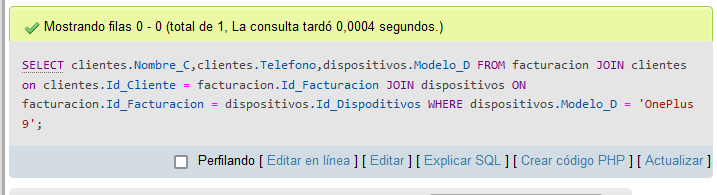 Mostrando filas 0 - 0 (total de 1, La consulta tardó 0,0004 segundos.)
SELECT clientes.Nombre_C,clientes.Telefono,dispositivos.Modelo_D FROM facturacion JOIN clientes
on clientes.Id_Cliente = facturacion.Id_Facturacion JOIN dispositivos ON
facturacion.Id_Facturacion = dispositivos.Id_Dispoditivos WHERE dispositivos.Modelo_D = 'OnePlus
9';
Perfilando [ Editar en línea ] [ Editar ] [ Explicar SQL ] [ Crear código PHP ] [ Actualizar ]